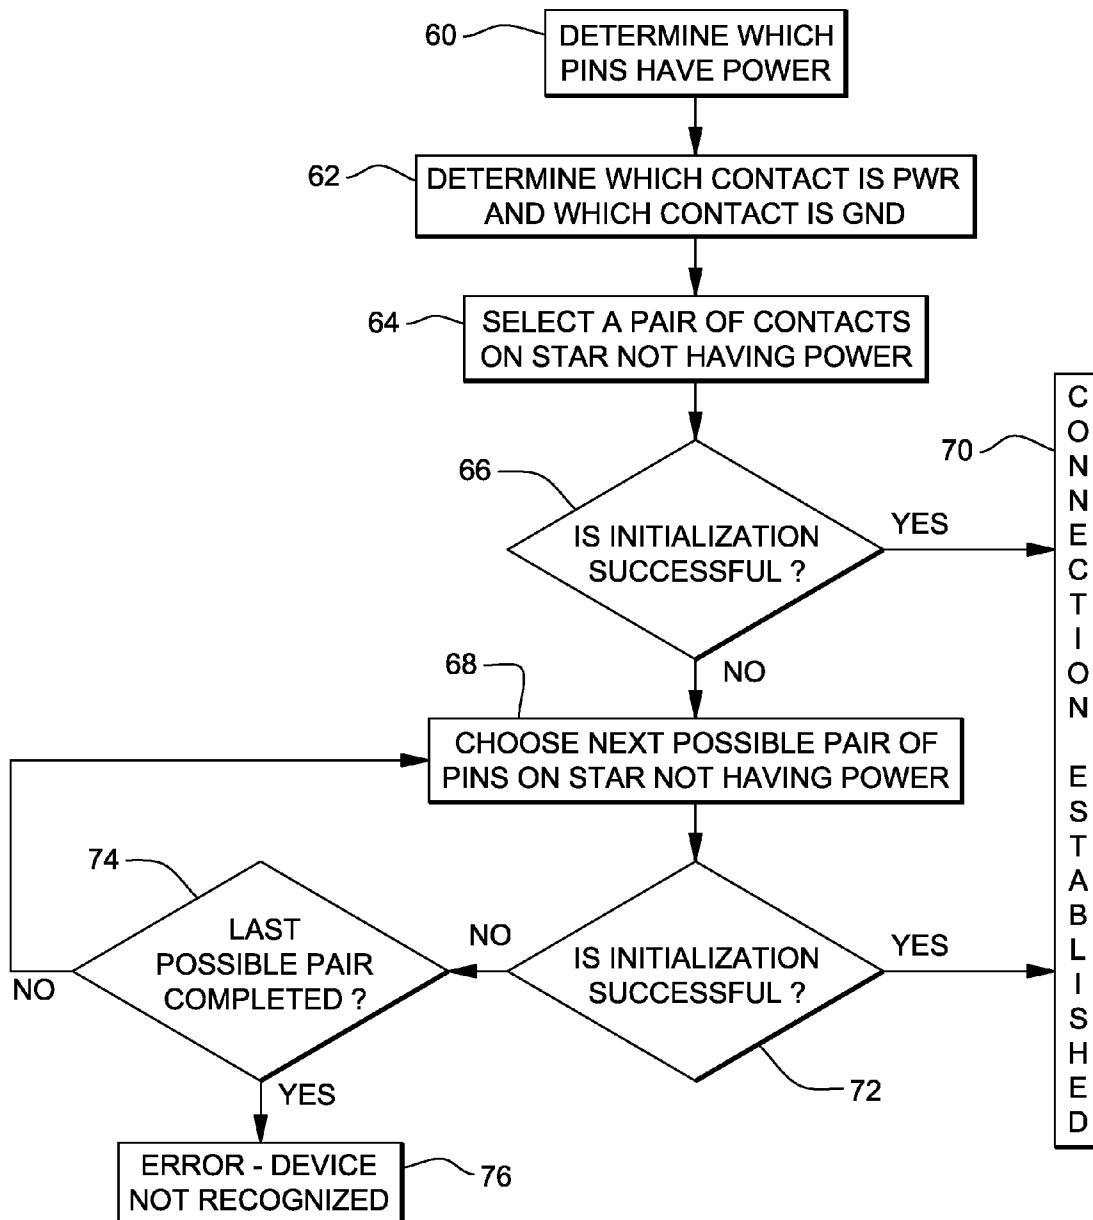 60
DETERMINE WHICH
PINS HAVE POWER
62
DETERMINE WHICH CONTACT IS PWR
AND WHICH CONTACT IS GND
64
SELECT A PAIR OF CONTACTS
ON STAR NOT HAVING POWER
66
IS INITIALIZATION
SUCCESSFUL ?
YES
NO
70
CONNECTION ESTABLISHED
68
CHOOSE NEXT POSSIBLE PAIR OF
PINS ON STAR NOT HAVING POWER
72
IS INITIALIZATION
SUCCESSFUL ?
YES
NO
74
LAST
POSSIBLE PAIR
COMPLETED ?
NO
YES
ERROR - DEVICE
NOT RECOGNIZED
76